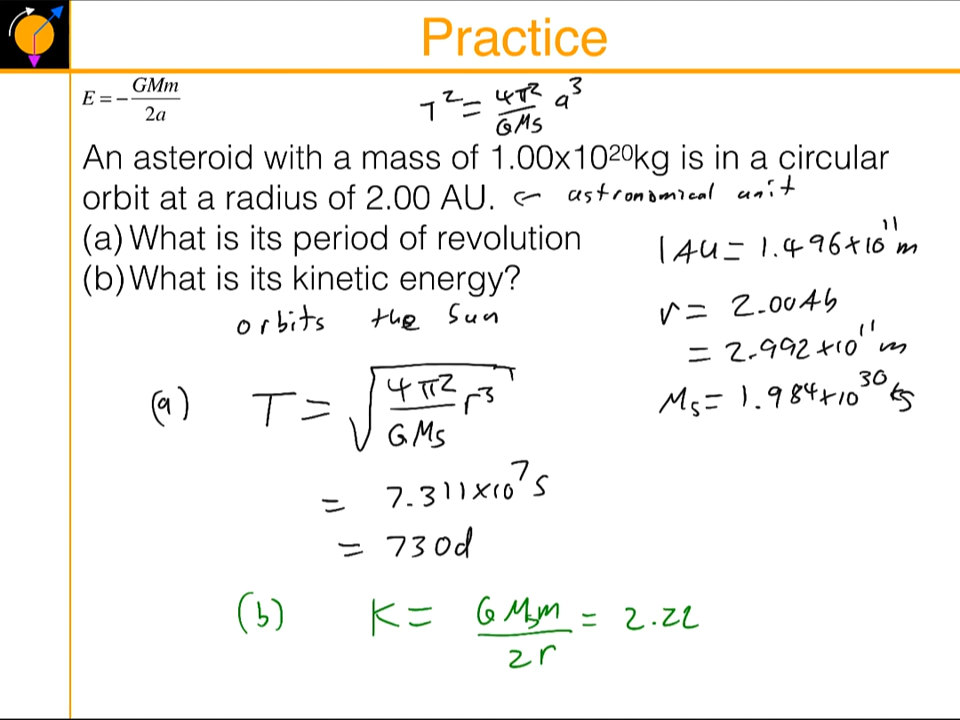 Practice
E = -GMm/2a
T² = 4π²/GMs a³
An asteroid with a mass of 1.00x10²⁰kg is in a circular
orbit at a radius of 2.00 AU. ← astronomical unit
(a) What is its period of revolution
(b) What is its kinetic energy?
1AU = 1.496×10¹¹ m
orbits the Sun
r = 2.00AU
= 2.992×10¹¹ m
Ms = 1.984×10³⁰ kg
(a) T = √(4π²/GMs r³)
= 7.311×10⁷ s
= 730d
(b) K = GMsm/2r = 2.22